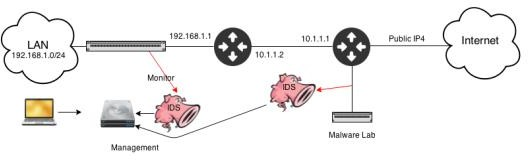 LAN
192.168.1.0/24
192.168.1.1
10.1.1.2
10.1.1.1
Public IP4
Internet
Monitor
IDS
IDS
Malware Lab
Management